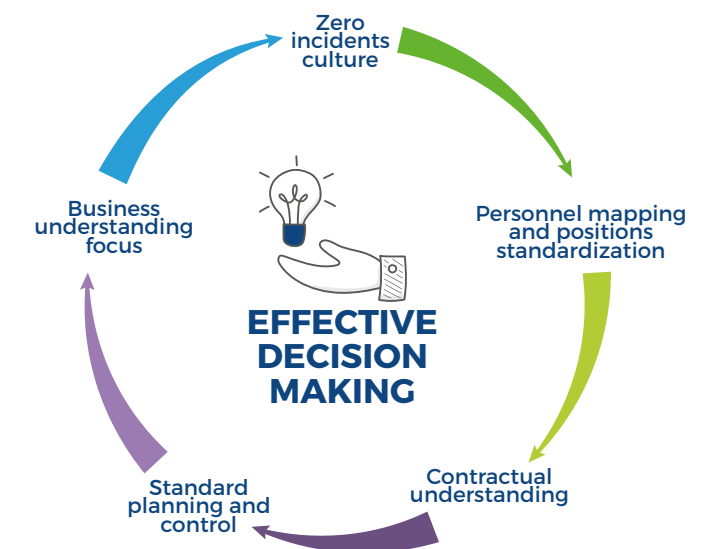 Zero
incidents
culture
Personnel mapping
and positions
standardization
Contractual
understanding
Standard
planning and
control
Business
understanding
focus
EFFECTIVE
DECISION
MAKING